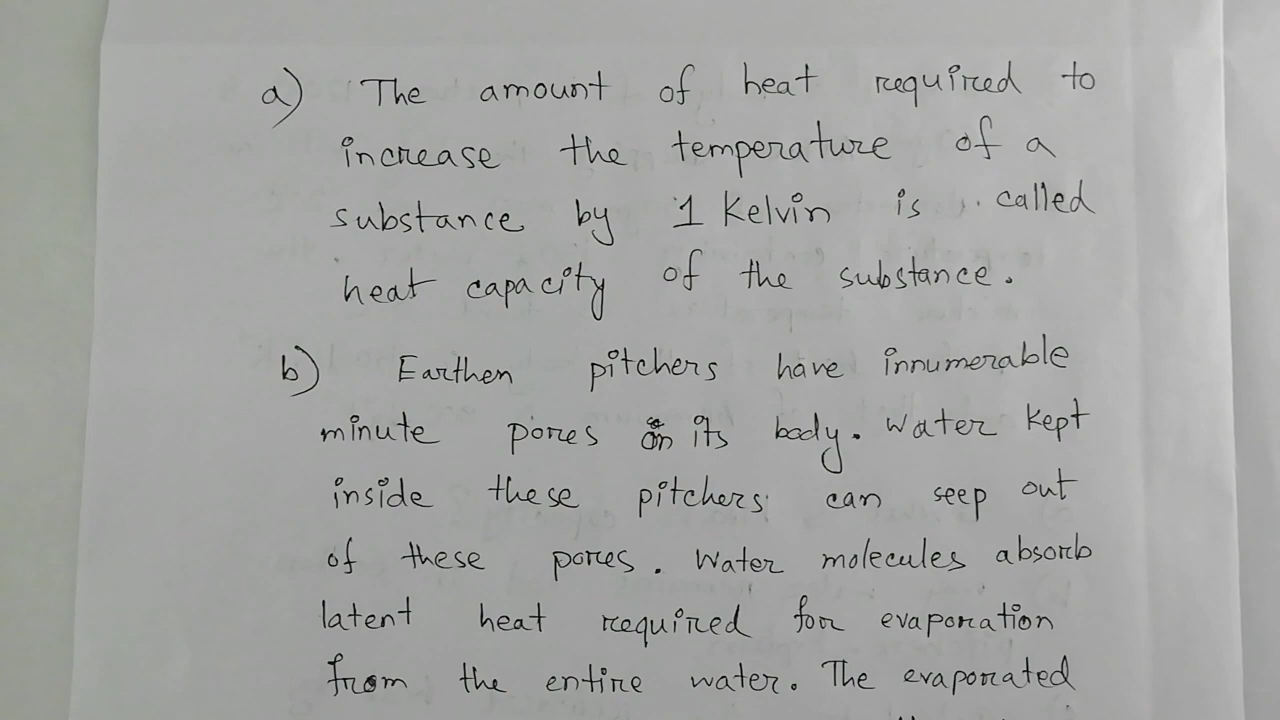 a) The amount of heat required to
increase the temperature of a
substance by 1 Kelvin is called
heat capacity of the substance.
b) Earthen pitchers have innumerable
minute pores on its body. Water kept
inside these pitchers can seep out
of these pores. Water molecules absorb
latent heat required for evaporation
from the entire water. The evaporated